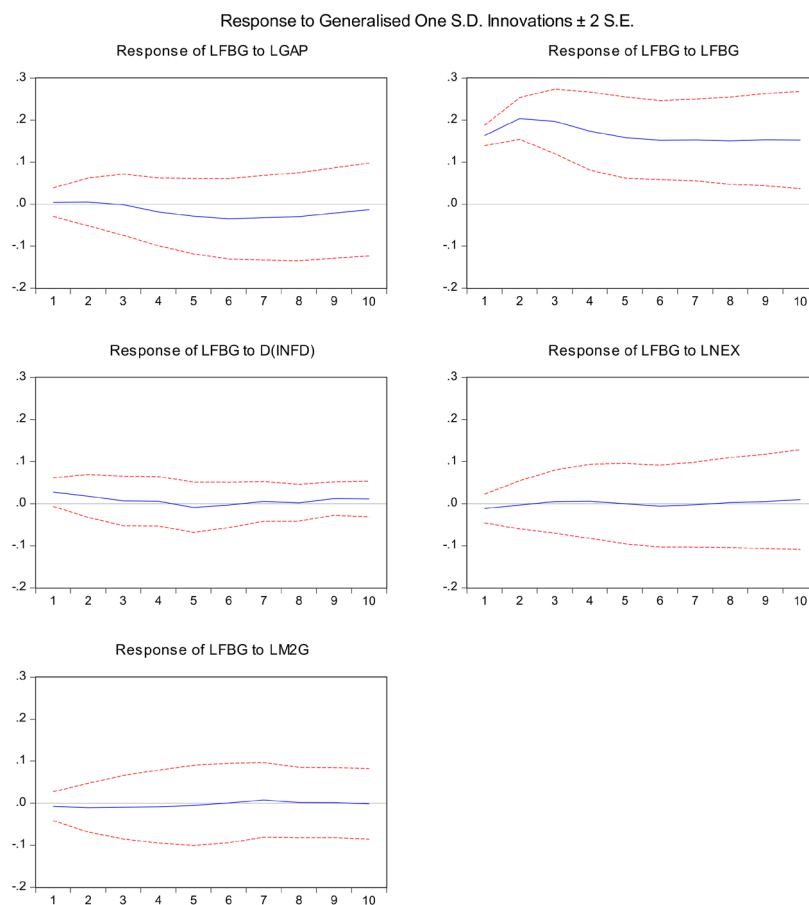 Response to Generalised One S.D. Innovations ± 2 S.E.
Response of LFBG to LGAP
.3
.2
.1
.0
-.1
-.2
1 2 3 4 5 6 7 8 9 10
Response of LFBG to LFBG
.3
.2
.1
.0
-.1
-.2
1 2 3 4 5 6 7 8 9 10
Response of LFBG to D(INFD)
.3
.2
.1
.0
-.1
-.2
1 2 3 4 5 6 7 8 9 10
Response of LFBG to LNEX
.3
.2
.1
.0
-.1
-.2
1 2 3 4 5 6 7 8 9 10
Response of LFBG to LM2G
.3
.2
.1
.0
-.1
-.2
1 2 3 4 5 6 7 8 9 10